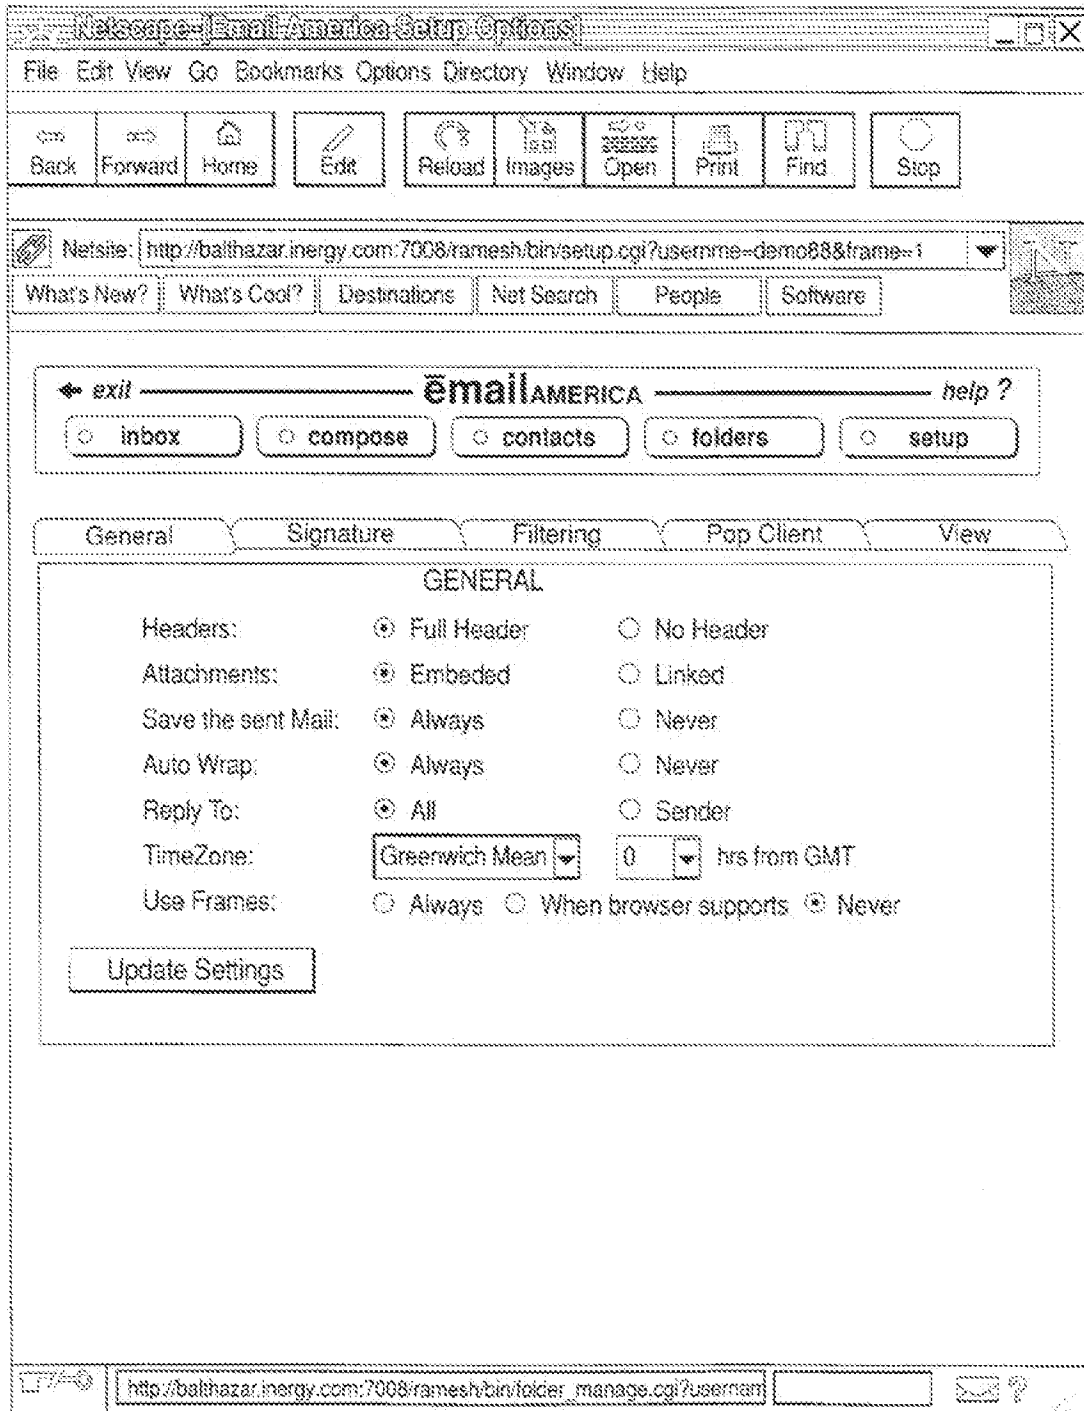 Netscape-[Email America Setup Options]
File Edit View Go Bookmarks Options Directory Window Help
Back Forward Home Edit Reload Images Open Print Find Stop
Netsite: http://balthazar.inergy.com:7008/ramesh/bin/setup.cgi?usernme=demo88&frame=1
N
What's New? What's Cool? Destinations Net Search People Software
exit ēmailAMERICA help ?
inbox compose contacts folders setup
General Signature Filtering Pop Client View
GENERAL
Headers: Full Header No Header
Attachments: Embeded Linked
Save the sent Mail: Always Never
Auto Wrap: Always Never
Reply To: All Sender
TimeZone: Greenwich Mean 0 hrs from GMT
Use Frames: Always When browser supports Never
Update Settings
http://balthazar.inergy.com:7008/ramesh/bin/folder_manage.cgi?usernam ?